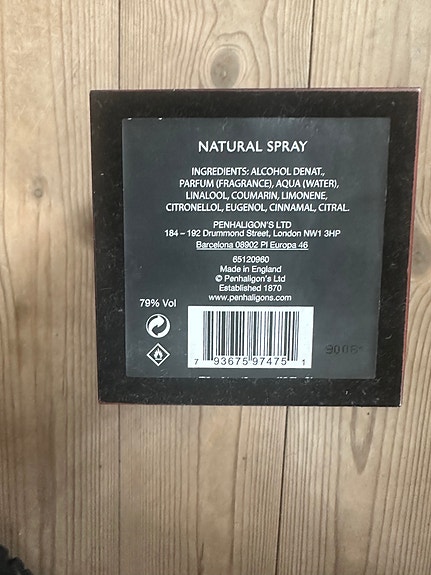 NATURAL SPRAY
INGREDIENTS: ALCOHOL DENAT.,
PARFUM (FRAGRANCE), AQUA (WATER),
LINALOOL, COUMARIN, LIMONENE,
CITRONELLOL, EUGENOL, CINNAMAL, CITRAL.
PENHALIGON'S LTD
184 – 192 Drummond Street, London NW1 3HP
Barcelona 08902 Pl Europa 46
65120960
Made in England
© Penhaligon's Ltd
Established 1870
www.penhaligons.com
79% Vol
7 93675 97475 1